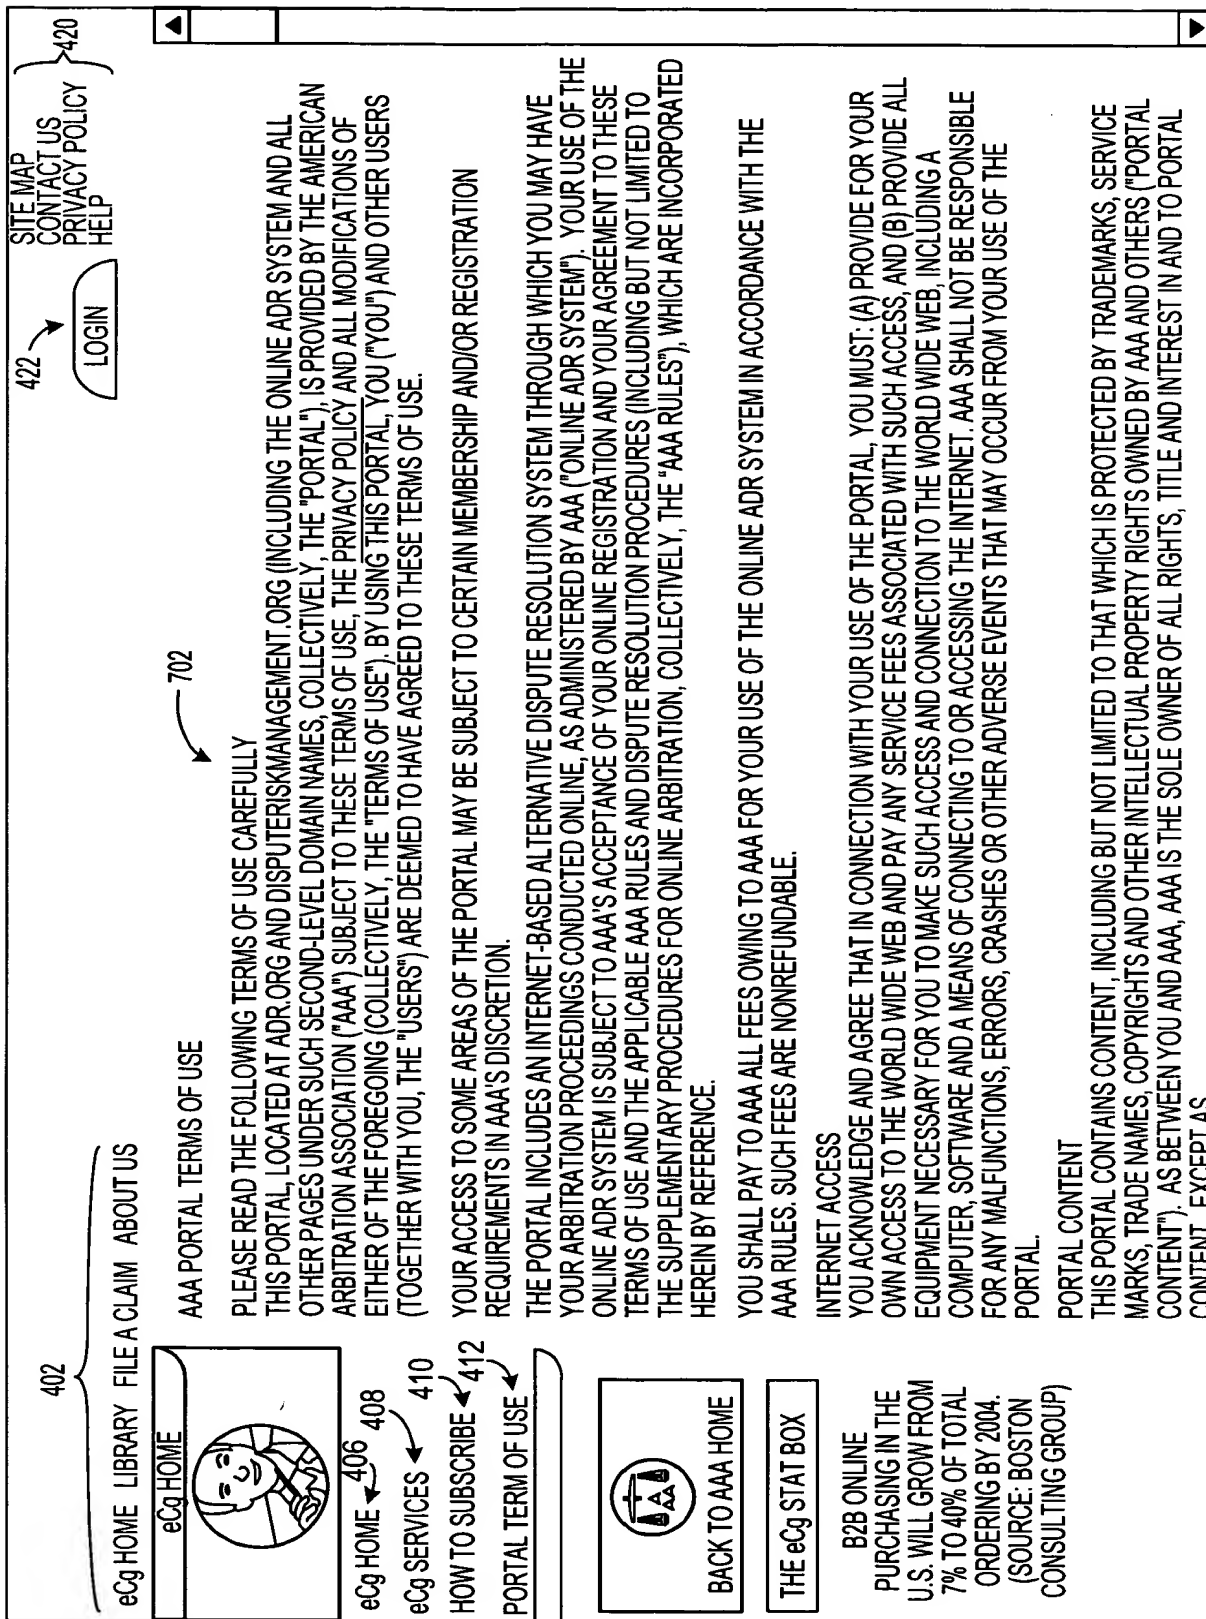 402
eCg HOME LIBRARY FILE A CLAIM ABOUT US
422
LOGIN
SITE MAP
CONTACT US
PRIVACY POLICY
HELP
420
eCg HOME
eCg HOME 406
eCg SERVICES 408
HOW TO SUBSCRIBE 410
PORTAL TERM OF USE 412
BACK TO AAA HOME
THE eCg STAT BOX
B2B ONLINE
PURCHASING IN THE
U.S. WILL GROW FROM
7% TO 40% OF TOTAL
ORDERING BY 2004.
(SOURCE: BOSTON
CONSULTING GROUP)
702
AAA PORTAL TERMS OF USE
PLEASE READ THE FOLLOWING TERMS OF USE CAREFULLY
THIS PORTAL, LOCATED AT ADR.ORG AND DISPUTERISKMANAGEMENT.ORG (INCLUDING THE ONLINE ADR SYSTEM AND ALL
OTHER PAGES UNDER SUCH SECOND-LEVEL DOMAIN NAMES, COLLECTIVELY, THE "PORTAL"), IS PROVIDED BY THE AMERICAN
ARBITRATION ASSOCIATION ("AAA") SUBJECT TO THESE TERMS OF USE, THE PRIVACY POLICY AND ALL MODIFICATIONS OF
EITHER OF THE FOREGOING (COLLECTIVELY, THE "TERMS OF USE"). BY USING THIS PORTAL, YOU ("YOU") AND OTHER USERS
(TOGETHER WITH YOU, THE "USERS") ARE DEEMED TO HAVE AGREED TO THESE TERMS OF USE.
YOUR ACCESS TO SOME AREAS OF THE PORTAL MAY BE SUBJECT TO CERTAIN MEMBERSHIP AND/OR REGISTRATION
REQUIREMENTS IN AAA'S DISCRETION.
THE PORTAL INCLUDES AN INTERNET-BASED ALTERNATIVE DISPUTE RESOLUTION SYSTEM THROUGH WHICH YOU MAY HAVE
YOUR ARBITRATION PROCEEDINGS CONDUCTED ONLINE, AS ADMINISTERED BY AAA ("ONLINE ADR SYSTEM"). YOUR USE OF THE
ONLINE ADR SYSTEM IS SUBJECT TO AAA'S ACCEPTANCE OF YOUR ONLINE REGISTRATION AND YOUR AGREEMENT TO THESE
TERMS OF USE AND THE APPLICABLE AAA RULES AND DISPUTE RESOLUTION PROCEDURES (INCLUDING BUT NOT LIMITED TO
THE SUPPLEMENTARY PROCEDURES FOR ONLINE ARBITRATION, COLLECTIVELY, THE "AAA RULES"), WHICH ARE INCORPORATED
HEREIN BY REFERENCE.
YOU SHALL PAY TO AAA ALL FEES OWING TO AAA FOR YOUR USE OF THE ONLINE ADR SYSTEM IN ACCORDANCE WITH THE
AAA RULES. SUCH FEES ARE NONREFUNDABLE.
INTERNET ACCESS
YOU ACKNOWLEDGE AND AGREE THAT IN CONNECTION WITH YOUR USE OF THE PORTAL, YOU MUST: (A) PROVIDE FOR YOUR
OWN ACCESS TO THE WORLD WIDE WEB AND PAY ANY SERVICE FEES ASSOCIATED WITH SUCH ACCESS, AND (B) PROVIDE ALL
EQUIPMENT NECESSARY FOR YOU TO MAKE SUCH ACCESS AND CONNECTION TO THE WORLD WIDE WEB, INCLUDING A
COMPUTER, SOFTWARE AND A MEANS OF CONNECTING TO OR ACCESSING THE INTERNET. AAA SHALL NOT BE RESPONSIBLE
FOR ANY MALFUNCTIONS, ERRORS, CRASHES OR OTHER ADVERSE EVENTS THAT MAY OCCUR FROM YOUR USE OF THE
PORTAL.
PORTAL CONTENT
THIS PORTAL CONTAINS CONTENT, INCLUDING BUT NOT LIMITED TO THAT WHICH IS PROTECTED BY TRADEMARKS, SERVICE
MARKS, TRADE NAMES, COPYRIGHTS AND OTHER INTELLECTUAL PROPERTY RIGHTS OWNED BY AAA AND OTHERS ("PORTAL
CONTENT"). AS BETWEEN YOU AND AAA, AAA IS THE SOLE OWNER OF ALL RIGHTS, TITLE AND INTEREST IN AND TO PORTAL
CONTENT. EXCEPT AS